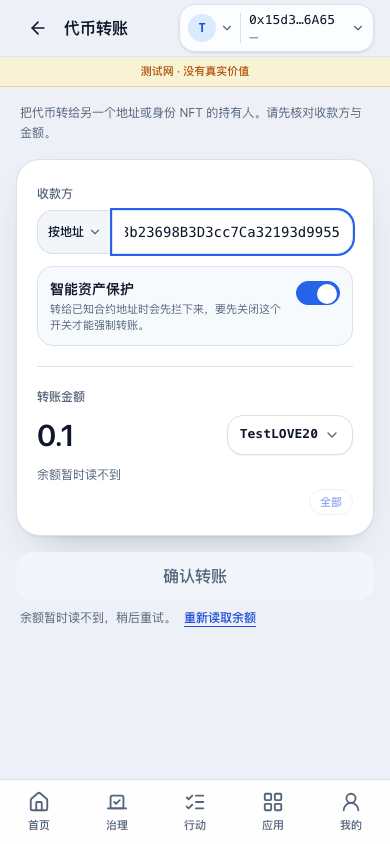 代币转账
T
0x15d3…6A65
—
测试网 · 没有真实价值
把代币转给另一个地址或身份 NFT 的持有人。请先核对收款方与
金额。
收款方
按地址
3b23698B3D3cc7Ca32193d9955
智能资产保护
转给已知合约地址时会先拦下来，要先关闭这个
开关才能强制转账。
转账金额
0.1
TestLOVE20
余额暂时读不到
全部
确认转账
余额暂时读不到，稍后重试。 重新读取余额
首页
治理
行动
应用
我的